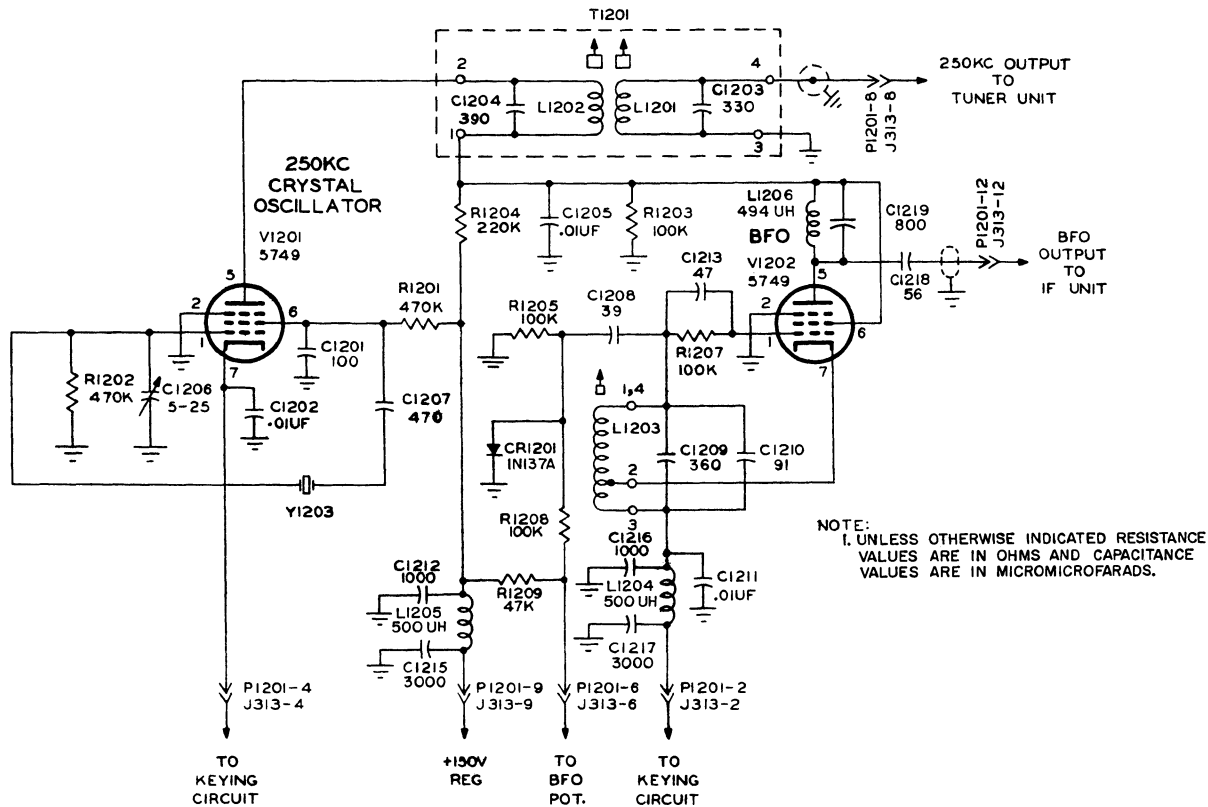 T1201
2
4
C1204
390
L1202
L1201
C1203
330
1
3
250KC OUTPUT
TO
TUNER UNIT
P1201-8
J313-8
250KC
CRYSTAL
OSCILLATOR
V1201
5749
R1204
220K
C1205
.01UF
R1203
100K
L1206
494 UH
BFO
C1219
800
V1202
5749
C1218
56
P1201-12
J313-12
BFO
OUTPUT
TO
IF UNIT
5
2
6
1
7
R1201
470K
C1201
100
R1202
470K
C1206
5-25
C1202
.01UF
C1207
470
Y1203
R1205
100K
C1208
39
C1213
47
R1207
100K
5
2
1
6
7
1,4
L1203
2
3
C1209
360
C1210
91
CR1201
1N137A
R1208
100K
R1209
47K
C1212
1000
L1205
500 UH
C1215
3000
C1216
1000
L1204
500 UH
C1217
3000
C1211
.01UF
NOTE:
1. UNLESS OTHERWISE INDICATED RESISTANCE
VALUES ARE IN OHMS AND CAPACITANCE
VALUES ARE IN MICROMICROFARADS.
P1201-4
J313-4
P1201-9
J313-9
P1201-6
J313-6
P1201-2
J313-2
TO
KEYING
CIRCUIT
+150V
REG
TO
BFO
POT.
TO
KEYING
CIRCUIT